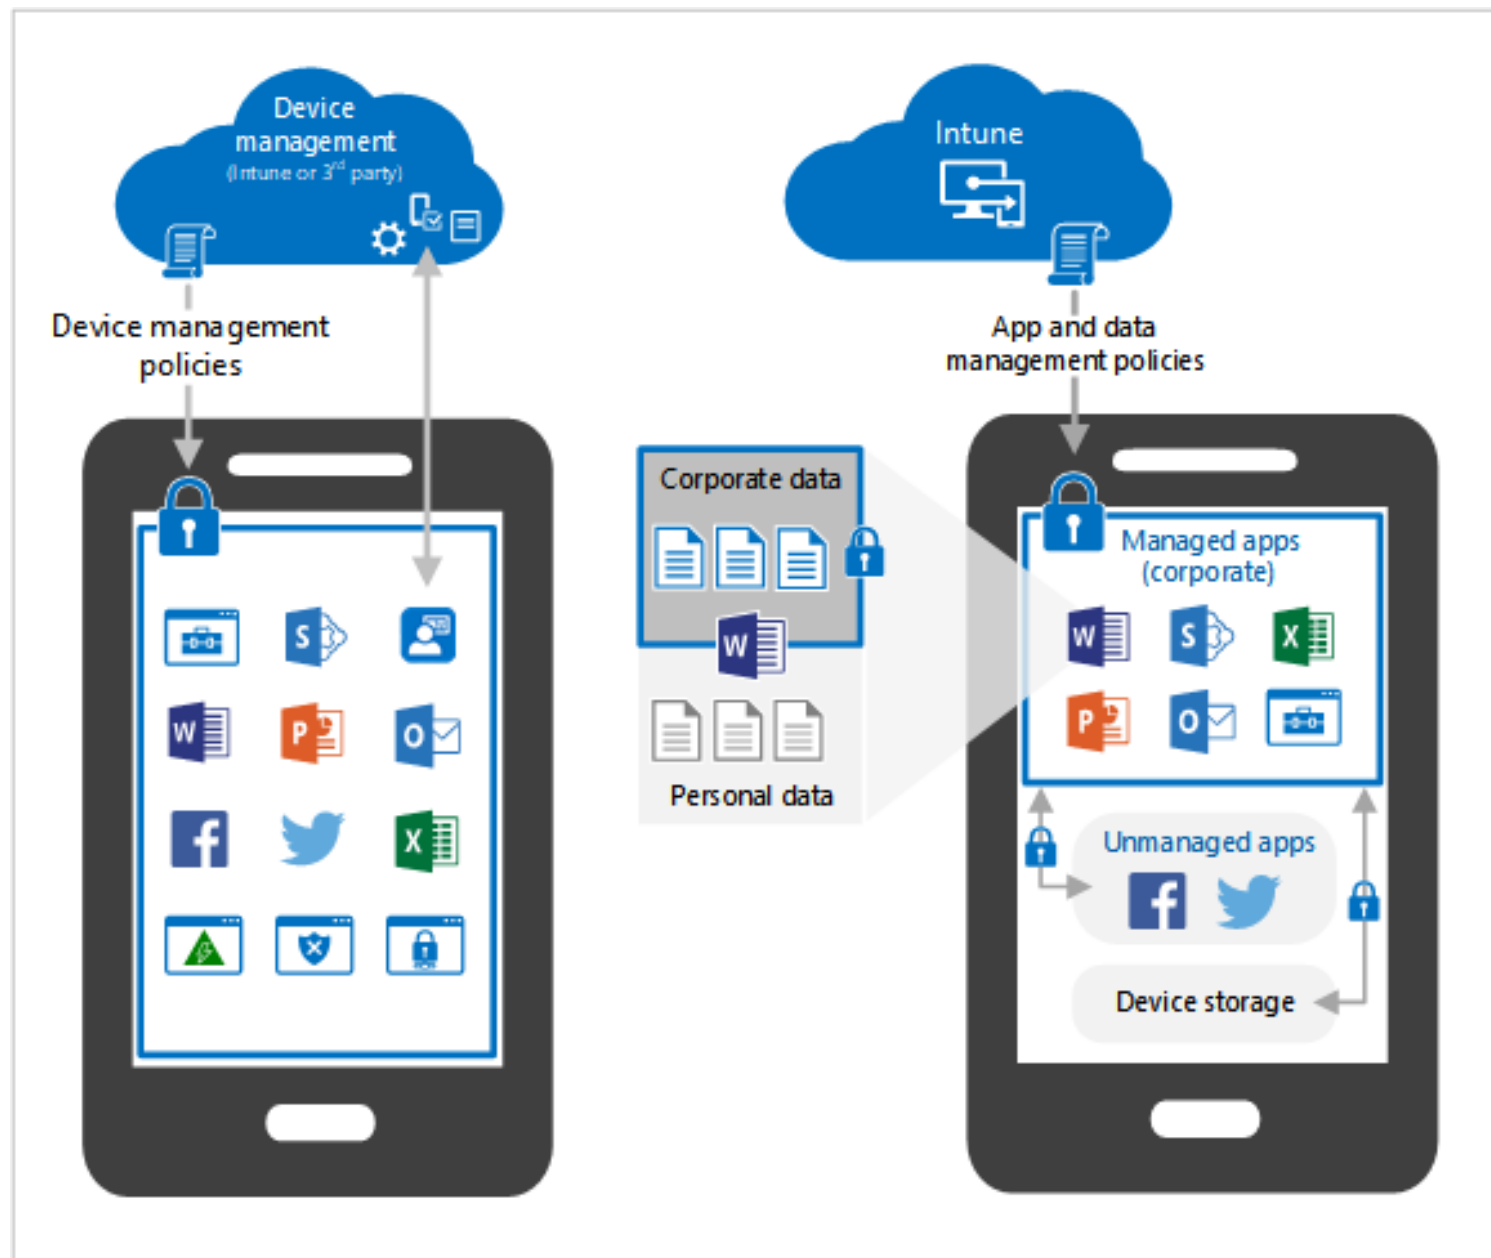 Device
management
(Intune or 3rd party)
Intune
Device management
policies
App and data
management policies
Corporate data
W
Personal data
S
W
P
O
X
Managed apps
(corporate)
W
S
X
P
O
Unmanaged apps
Device storage